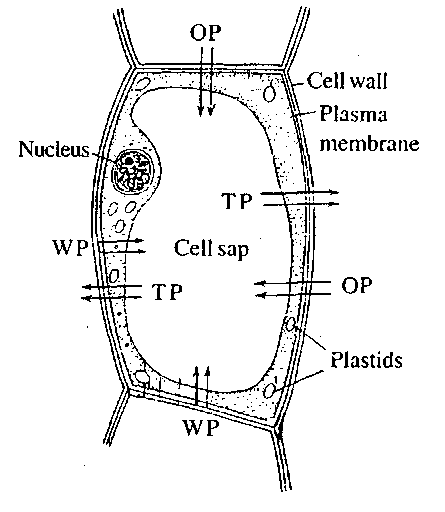 OP
Cell wall
Plasma
membrane
Nucleus
TP
WP
Cell sap
TP
OP
Plastids
WP